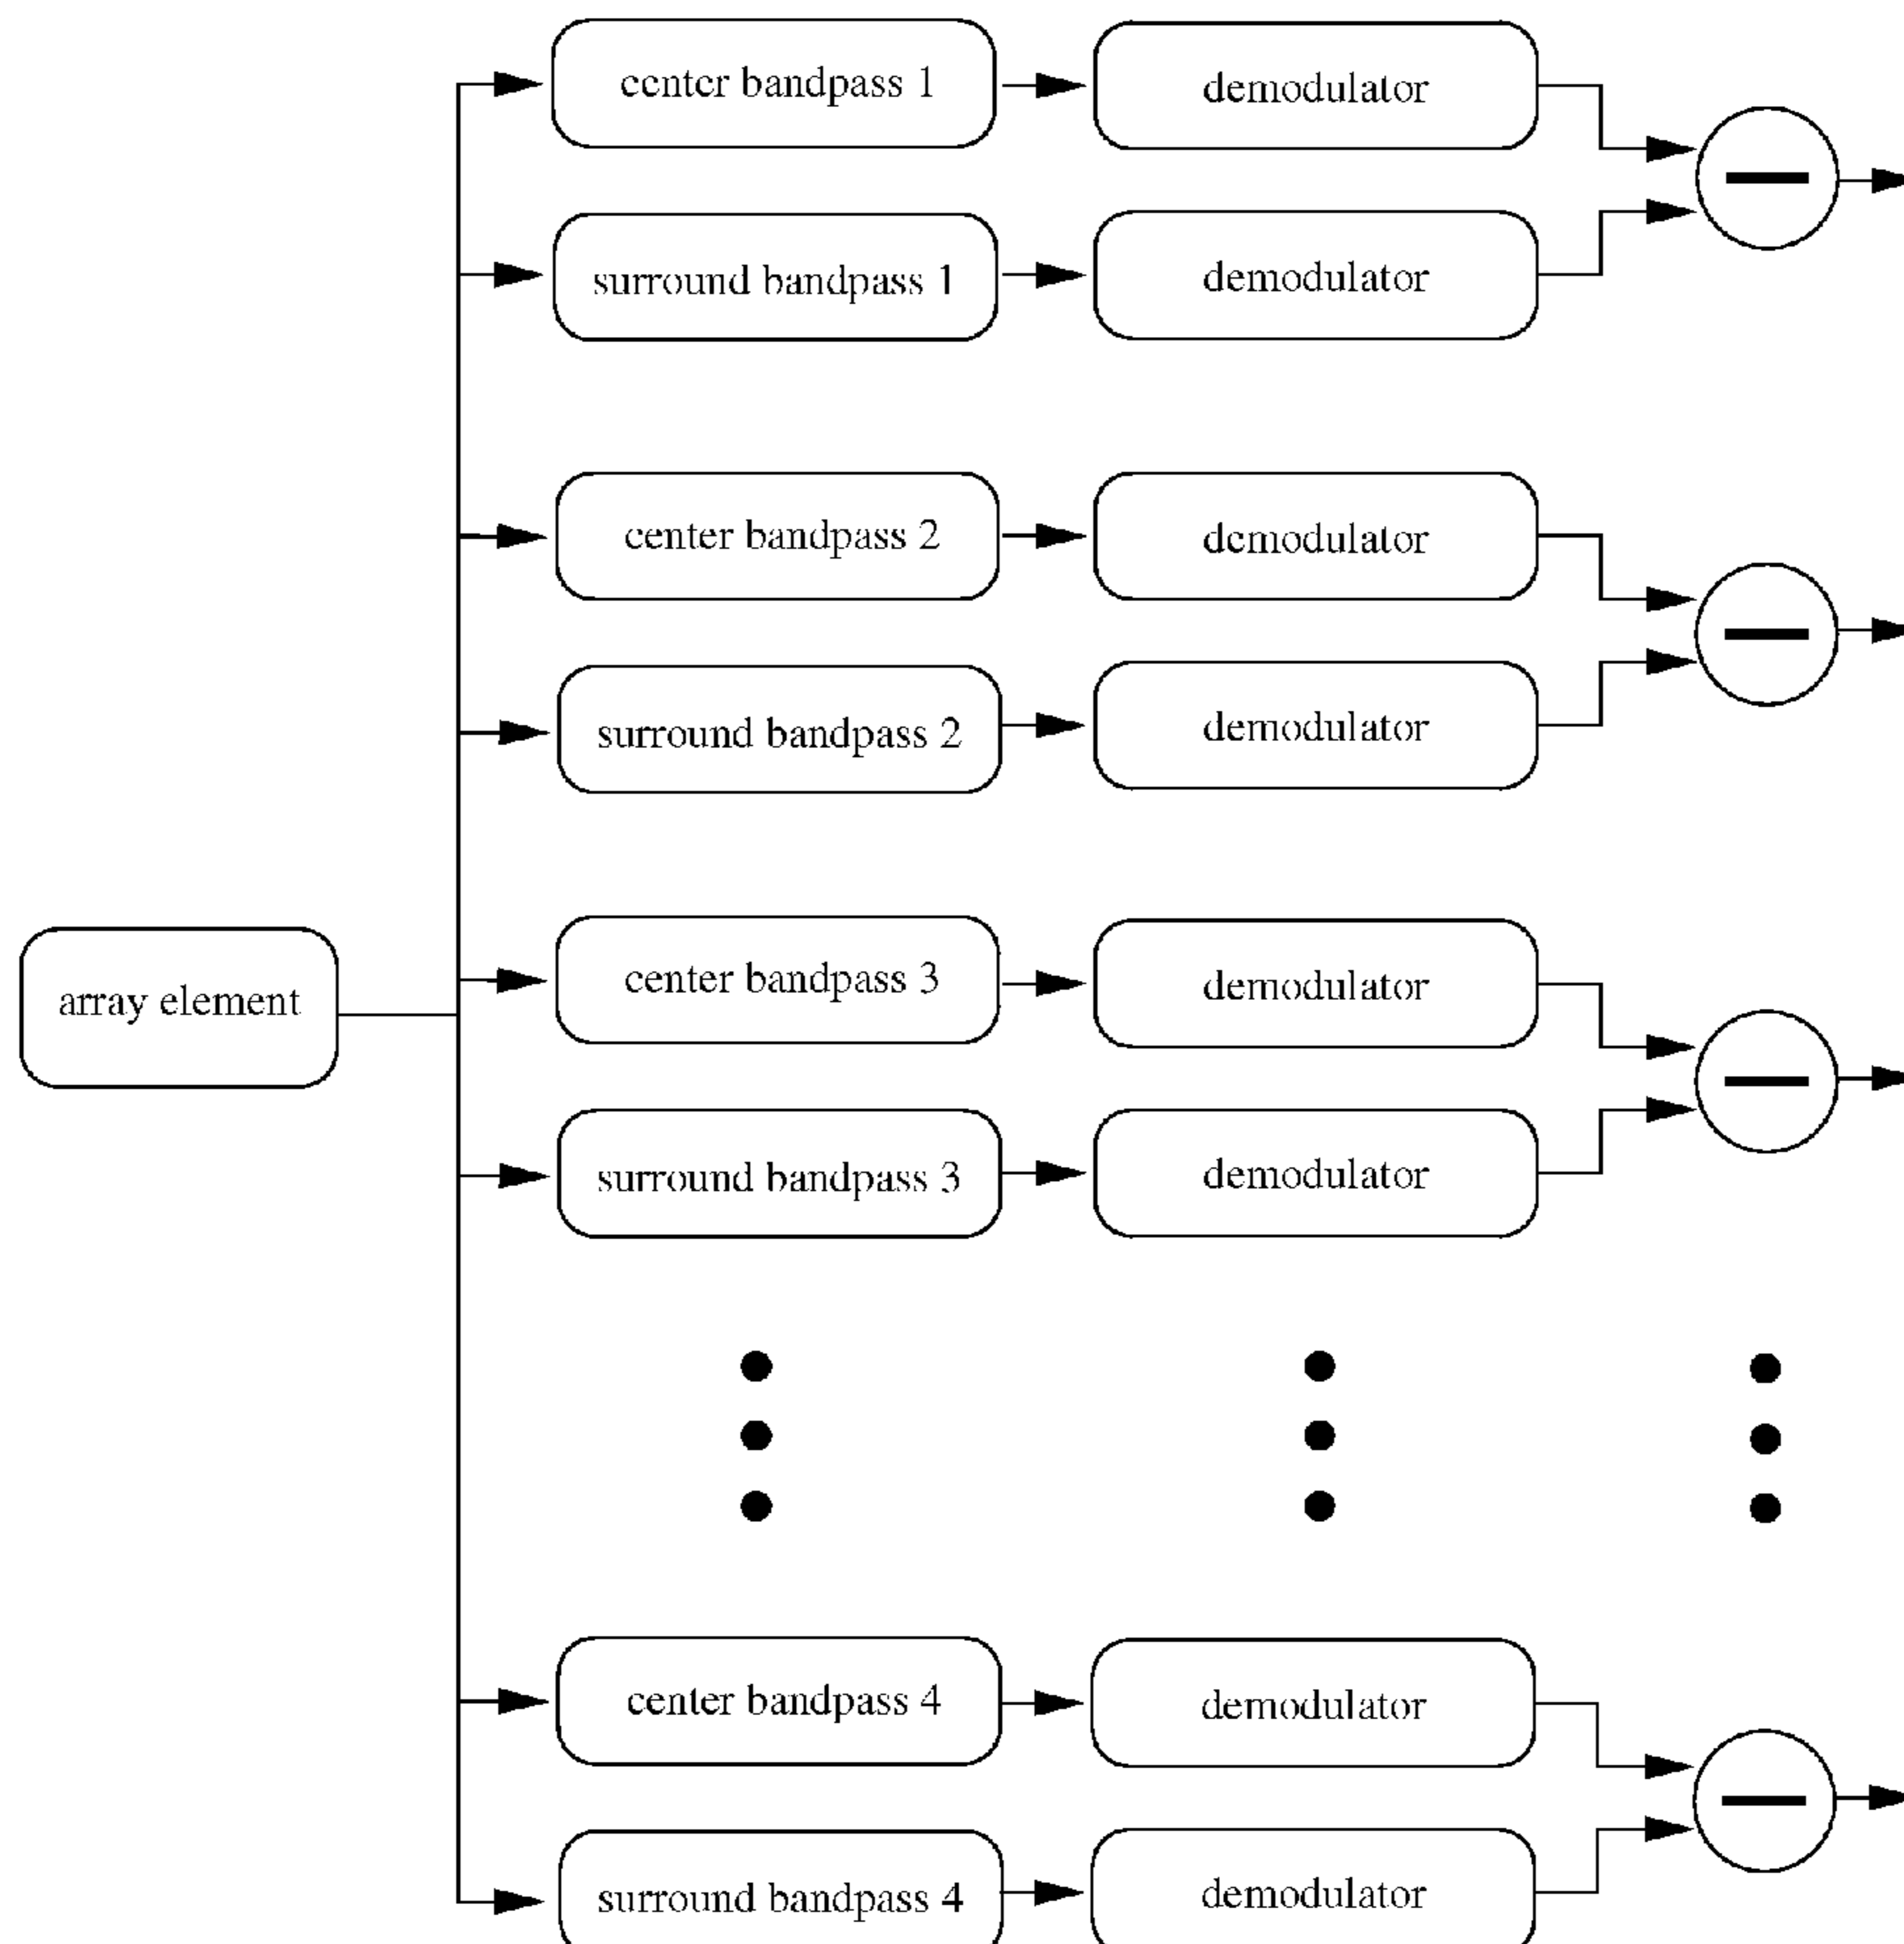 center bandpass 1
demodulator
surround bandpass 1
demodulator
center bandpass 2
demodulator
surround bandpass 2
demodulator
center bandpass 3
demodulator
array element
surround bandpass 3
demodulator
center bandpass 4
demodulator
surround bandpass 4
demodulator